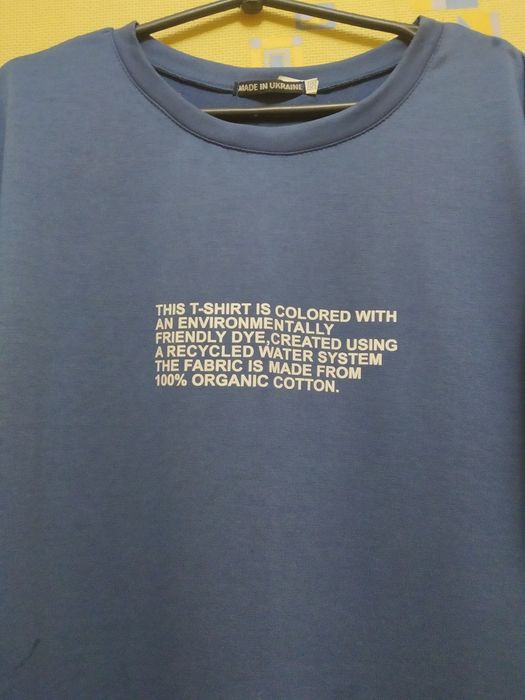 MADE IN UKRAINE
THIS T-SHIRT IS COLORED WITH
AN ENVIRONMENTALLY
FRIENDLY DYE,CREATED USING
A RECYCLED WATER SYSTEM
THE FABRIC IS MADE FROM
100% ORGANIC COTTON.